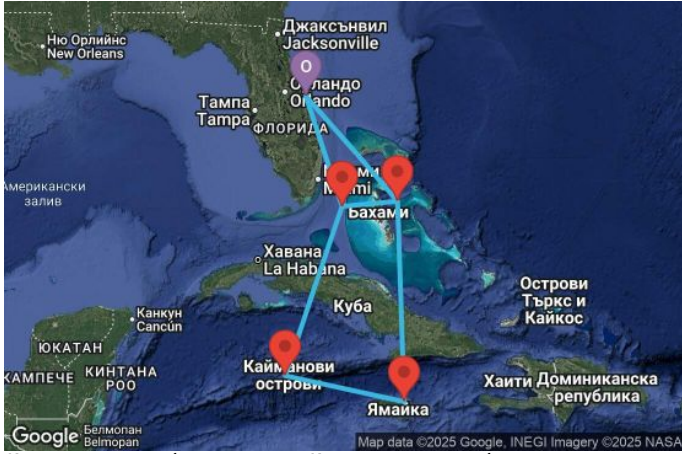 Джаксънвил
Jacksonville
Ню Орлийнс
New Orleans
O
Орландо
Orlando
Тампа
Tampa
ФЛОРИДА
Miami
Американски
залив
Бахами
Хавана
La Habana
Куба
Острови
Търкс и
Кайкос
Канкун
Cancún
ЮКАТАН
КАМПЕЧЕ
КИНТАНА
РОО
Кайманови
острови
Ямайка
Хаити
Доминиканска
република
Белмопан
Belmopan
Google
Map data ©2025 Google, INEGI Imagery ©2025 NASA